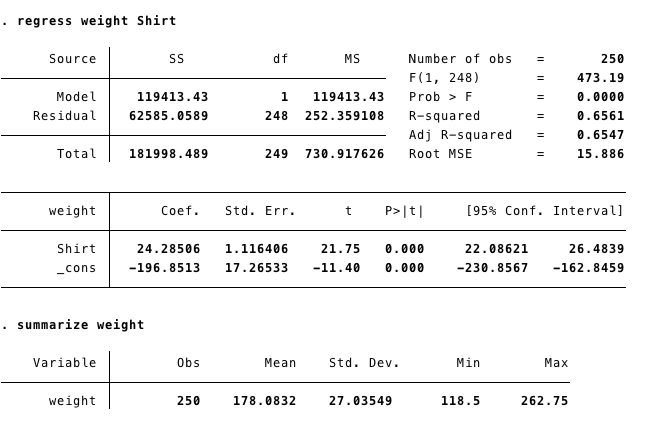 . regress weight Shirt
Source SS df MS Number of obs = 250
F(1, 248) = 473.19
Model 119413.43 1 119413.43 Prob > F = 0.0000
Residual 62585.0589 248 252.359108 R-squared = 0.6561
Adj R-squared = 0.6547
Total 181998.489 249 730.917626 Root MSE = 15.886
weight Coef. Std. Err. t P>|t| [95% Conf. Interval]
Shirt 24.28506 1.116406 21.75 0.000 22.08621 26.4839
_cons -196.8513 17.26533 -11.40 0.000 -230.8567 -162.8459
. summarize weight
Variable Obs Mean Std. Dev. Min Max
weight 250 178.0832 27.03549 118.5 262.75